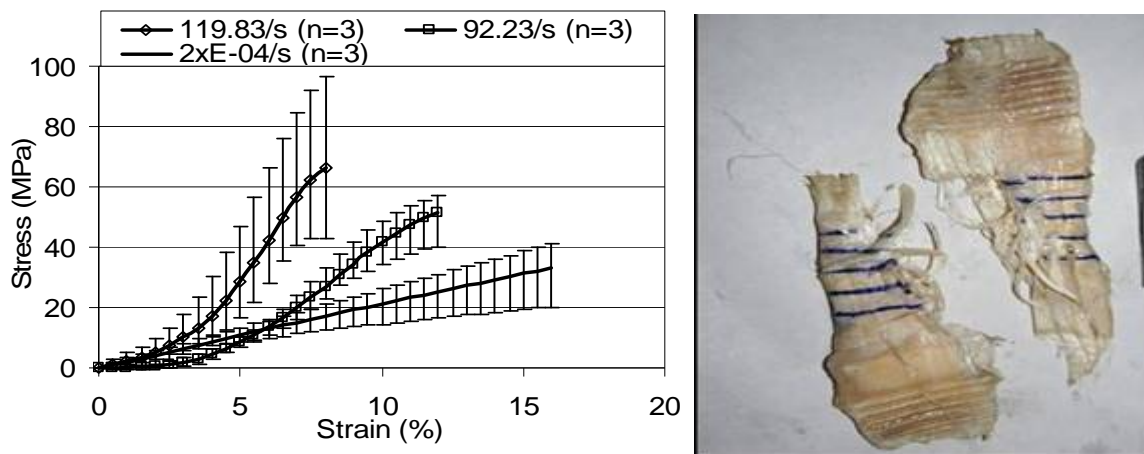 119.83/s (n=3) 92.23/s (n=3)
2xE-04/s (n=3)
100
80
60
40
20
0
Stress (MPa)
0 5 10 15 20
Strain (%)